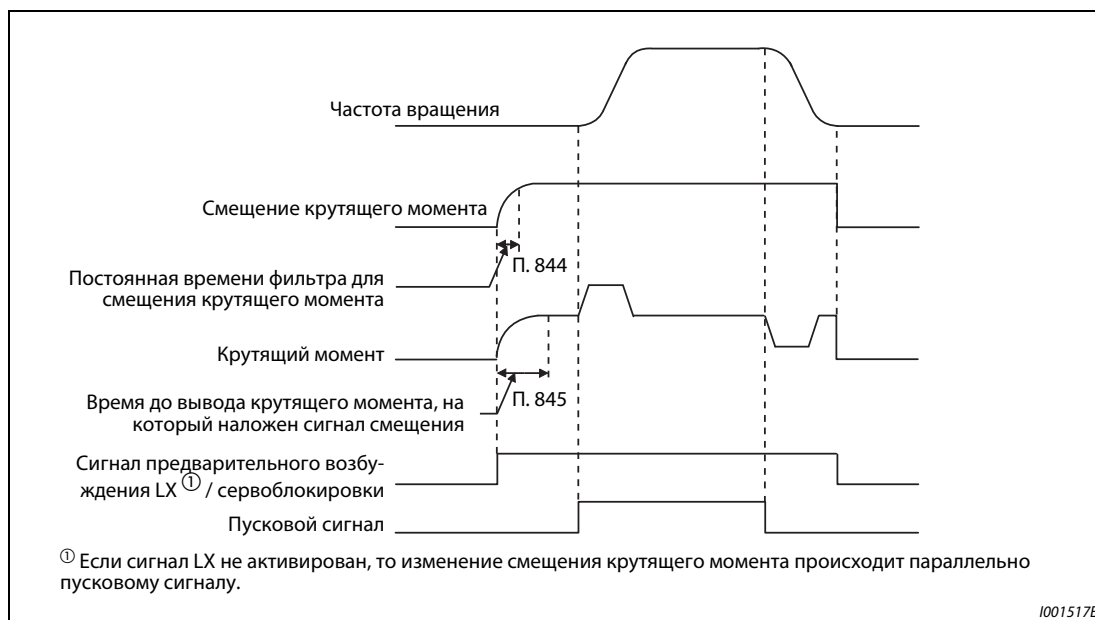 Частота вращения
Смещение крутящего момента
П. 844
Постоянная времени фильтра для
смещения крутящего момента
Крутящий момент
П. 845
Время до вывода крутящего момента, на
который наложен сигнал смещения
Сигнал предварительного возбу-
ждения LX ① / сервоблокировки
Пусковой сигнал
① Если сигнал LX не активирован, то изменение смещения крутящего момента происходит параллельно
пусковому сигналу.
I001517E